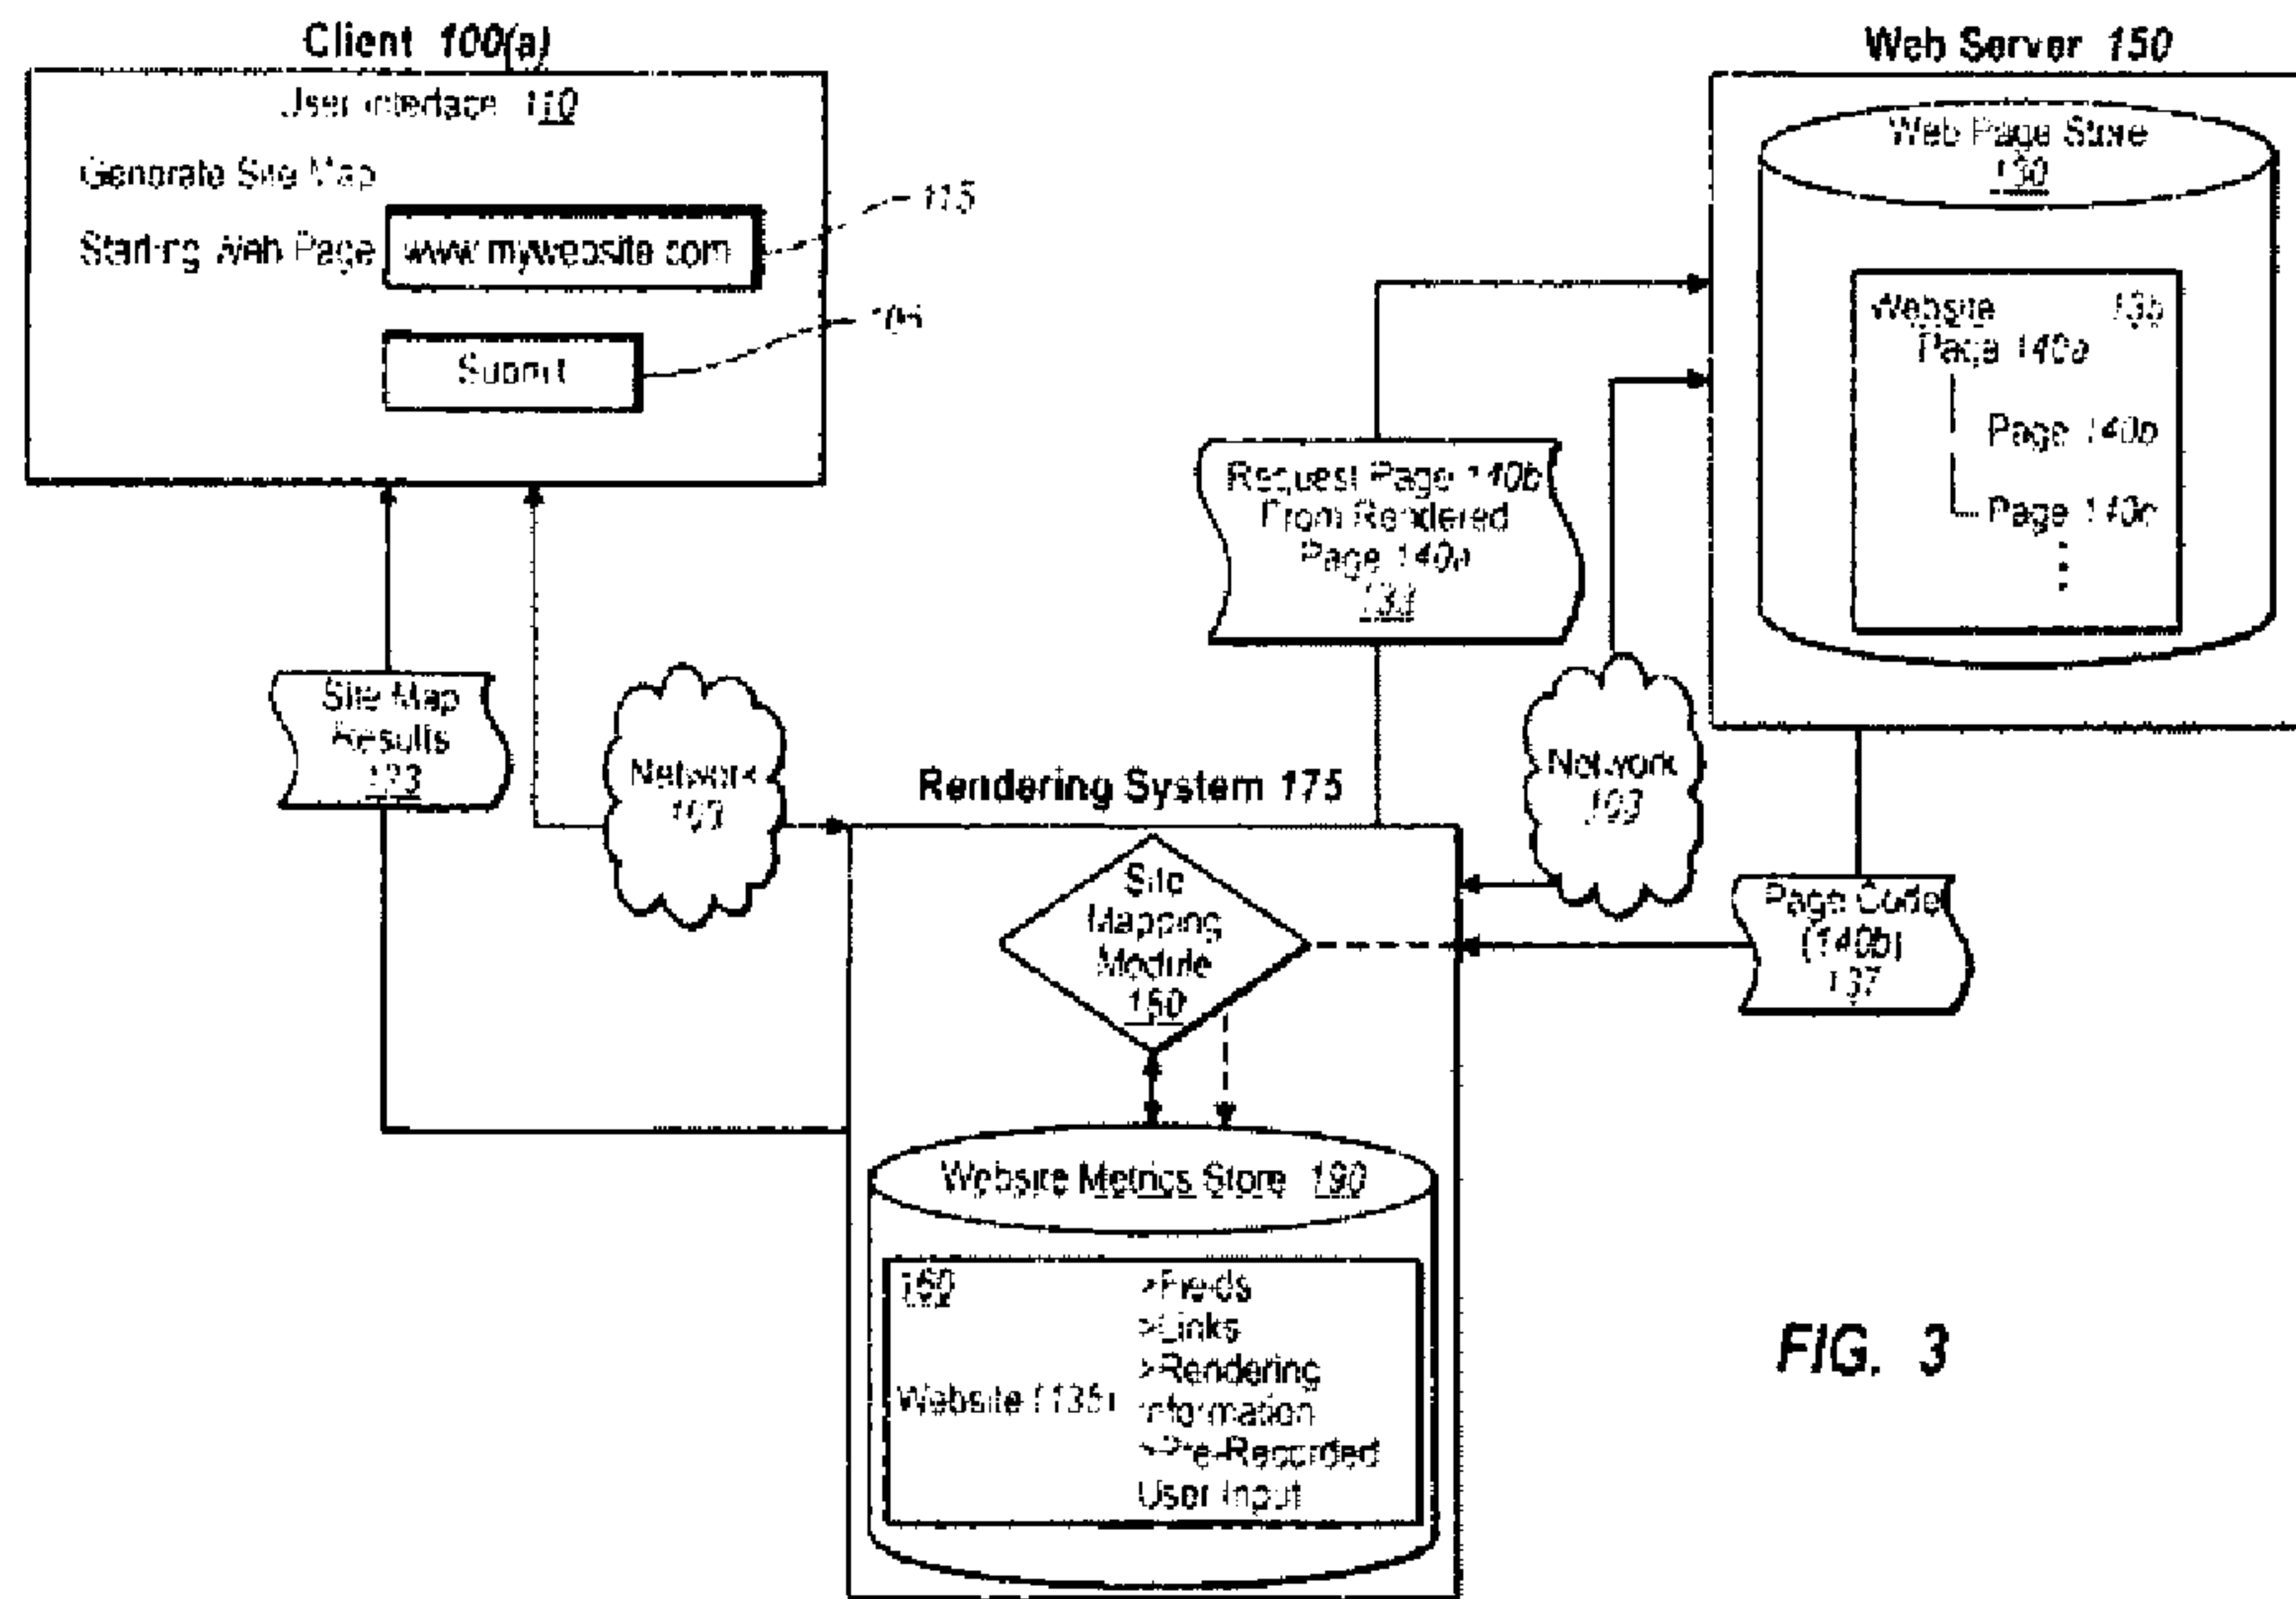 Client 100(a)
User Interface 110
Generate Site Map
Starting Web Page www.mywebsite.com
115
Submit
105
Web Server 150
Web Page Store
130
Website 135
Page 140a
Page 140b
Page 140c
Request Page 140b
From Rendered
Page 140a
133
Site Map
Results
Network
Rendering System 175
Network
Site
Mapping
Module
Page Code
(140b)
137
Website Metrics Store 190
>Fields
>Links
>Rendering
Website (135)
Information
>Pre-Recorded
User Input
FIG. 3